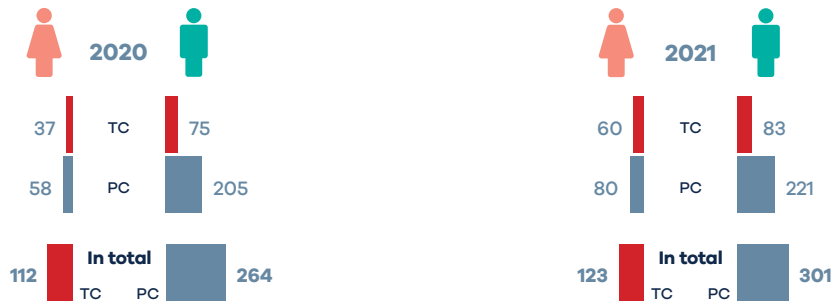 2020
37 TC 75
58 PC 205
In total
112 TC PC 264
2021
60 TC 83
80 PC 221
In total
123 TC PC 301